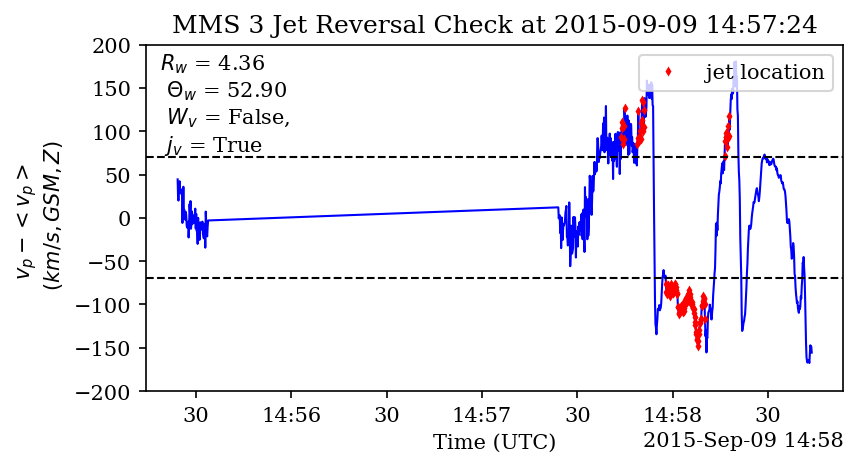 MMS 3 Jet Reversal Check at 2015-09-09 14:57:24
R_w = 4.36
Θ_w = 52.90
W_v = False,
j_v = True
jet location
v_p − < v_p >
(km/s, GSM, Z)
200
150
100
50
0
−50
−100
−150
−200
30
14:56
30
14:57
30
14:58
30
Time (UTC)
2015-Sep-09 14:58